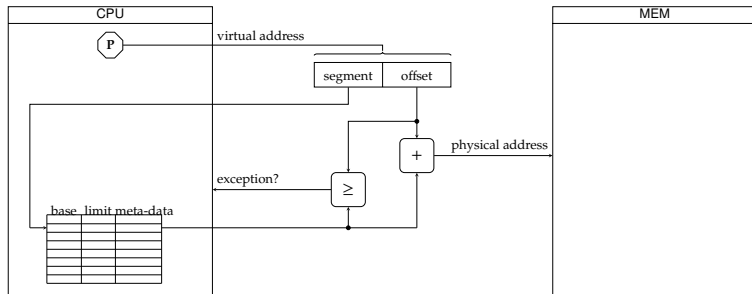 CPU
MEM
P
virtual address
segment offset
physical address
+
exception?
≥
base limit meta-data